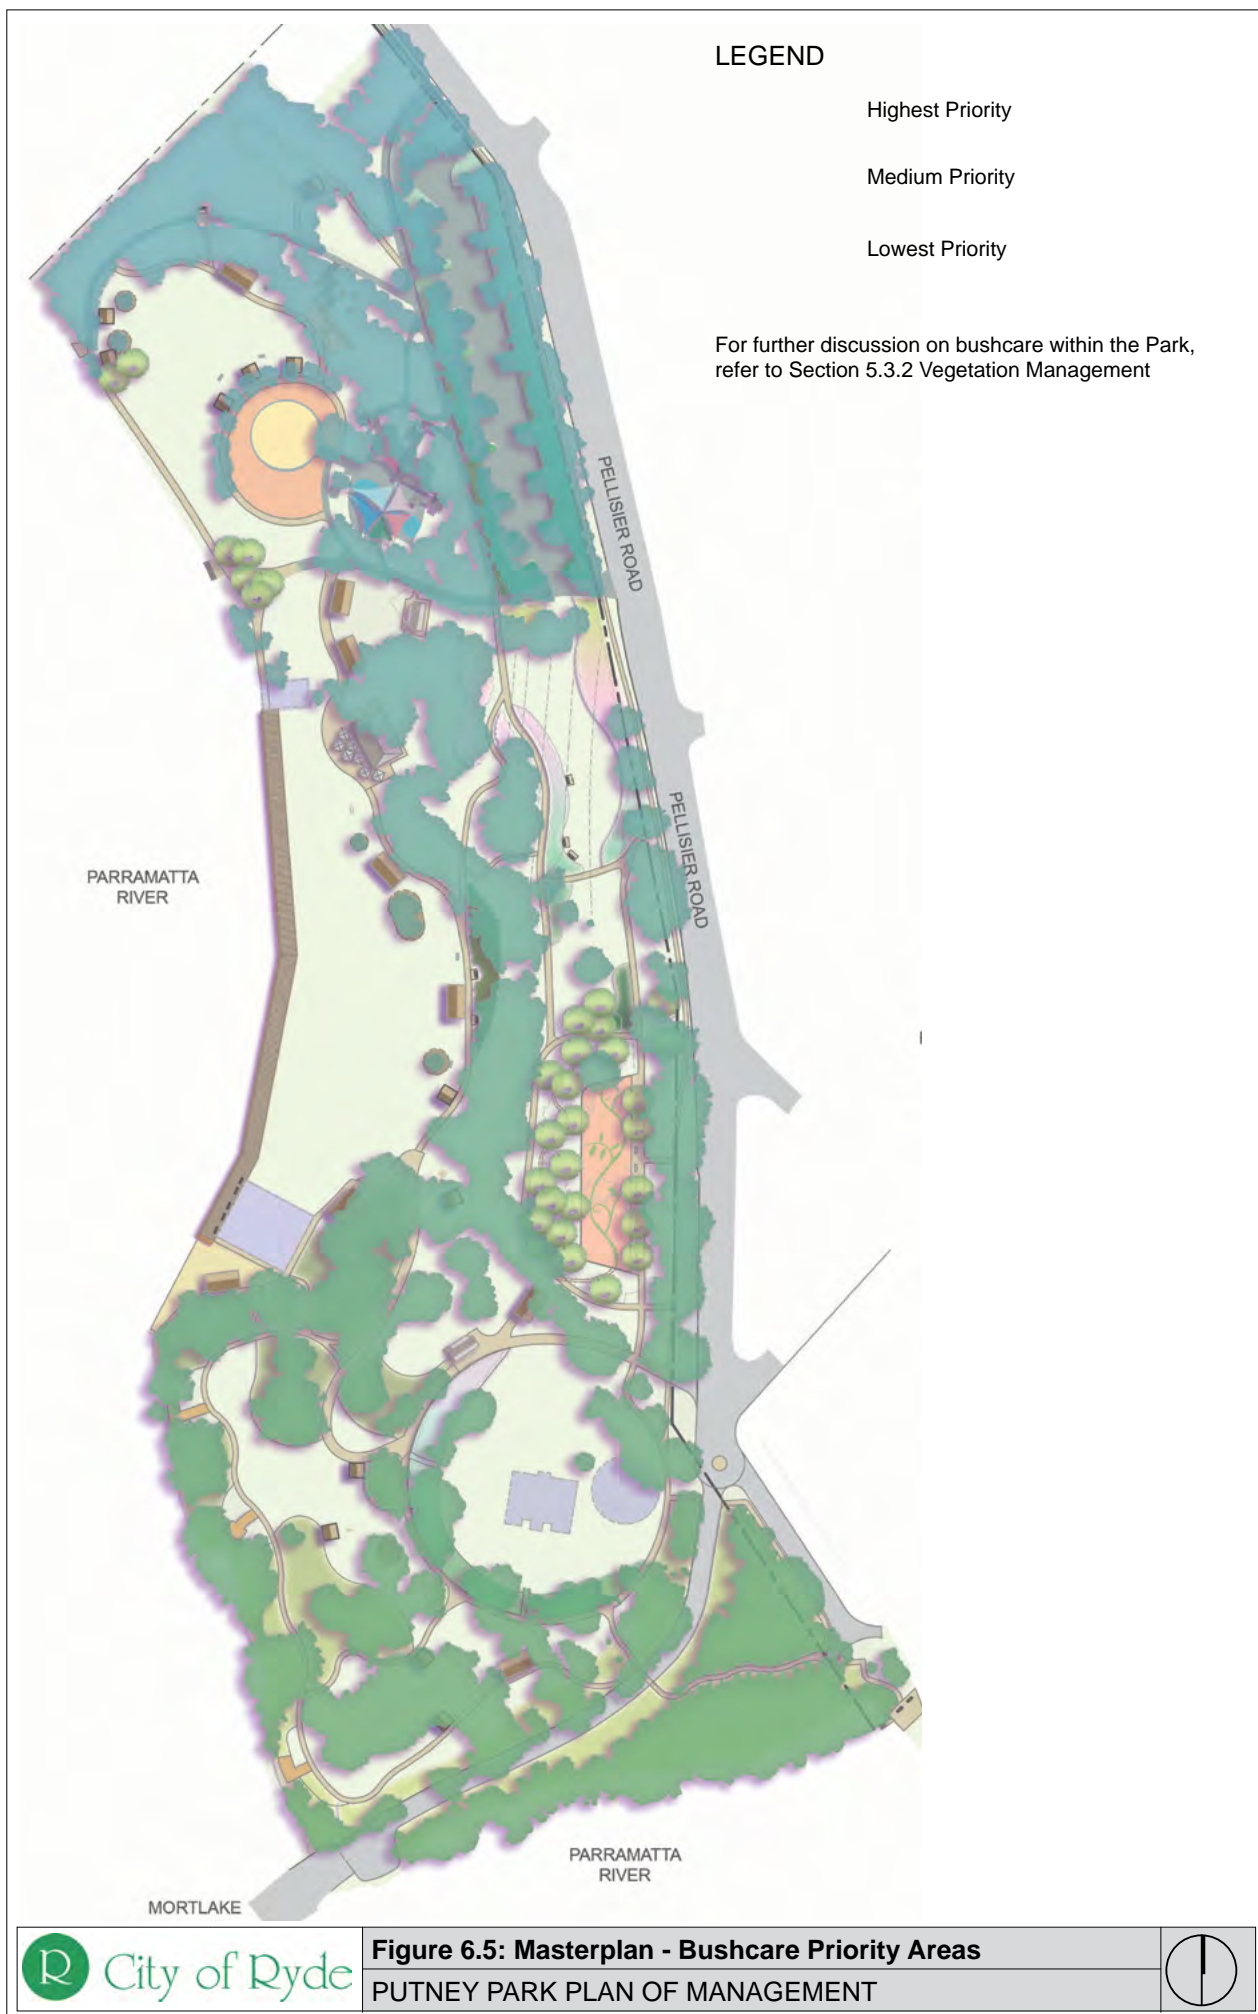 LEGEND
Highest Priority
Medium Priority
Lowest Priority
For further discussion on bushcare within the Park,
refer to Section 5.3.2 Vegetation Management
PELLISIER ROAD
PELLISIER ROAD
PARRAMATTA
RIVER
PARRAMATTA
RIVER
MORTLAKE
R City of Ryde
Figure 6.5: Masterplan - Bushcare Priority Areas
PUTNEY PARK PLAN OF MANAGEMENT